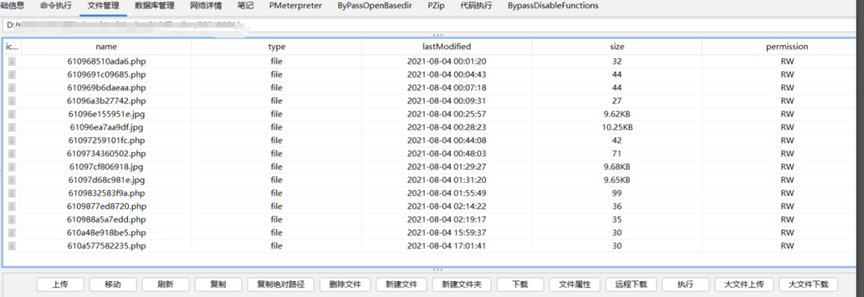 础信息 命令执行 文件管理 数据库管理 网络详情 笔记 PMeterpreter ByPassOpenBasedir PZip 代码执行 BypassDisableFunctions
D:/
ic... name type lastModified size permission
610968510ada6.php file 2021-08-04 00:01:20 32 RW
6109691c09685.php file 2021-08-04 00:04:43 44 RW
610969b6daeaa.php file 2021-08-04 00:07:18 44 RW
61096a3b27742.php file 2021-08-04 00:09:31 27 RW
61096e155951e.jpg file 2021-08-04 00:25:57 9.62KB RW
61096ea7aa9df.jpg file 2021-08-04 00:28:23 10.25KB RW
61097259101fc.php file 2021-08-04 00:44:08 42 RW
6109734360502.php file 2021-08-04 00:48:03 71 RW
61097cf806918.jpg file 2021-08-04 01:29:27 9.68KB RW
61097d68c981e.jpg file 2021-08-04 01:31:20 9.65KB RW
6109832583f9a.php file 2021-08-04 01:55:49 99 RW
6109877ed8720.php file 2021-08-04 02:14:22 36 RW
610988a5a7edd.php file 2021-08-04 02:19:17 35 RW
610a48e918be5.php file 2021-08-04 15:59:37 30 RW
610a577582235.php file 2021-08-04 17:01:41 30 RW
上传 移动 刷新 复制 复制绝对路径 删除文件 新建文件 新建文件夹 下载 文件属性 远程下载 执行 大文件上传 大文件下载